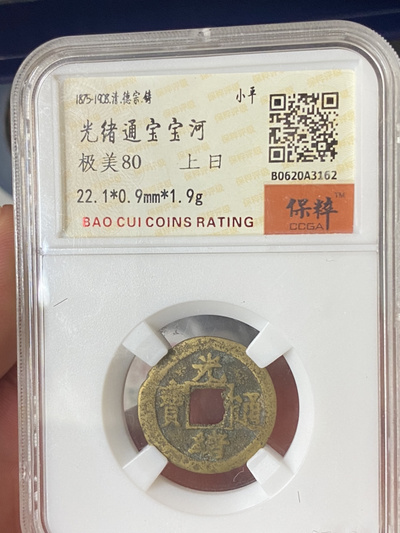 1875-1908.清.德宗.铸 小平
光绪通宝宝河
极美80 上日
B0620A3162
22.1*0.9mm*1.9g
BAO CUI COINS RATING
保粹™
CCGA
光
寶 通
緒